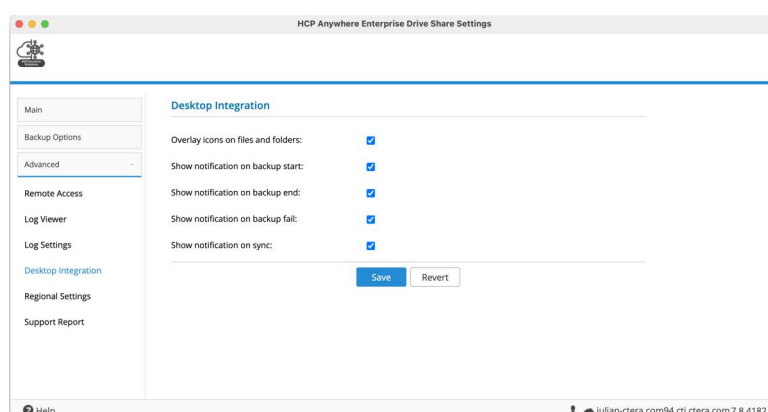 HCP Anywhere Enterprise Drive Share Settings
Main
Backup Options
Advanced
Remote Access
Log Viewer
Log Settings
Desktop Integration
Regional Settings
Support Report
Desktop Integration
Overlay icons on files and folders:
Show notification on backup start:
Show notification on backup end:
Show notification on backup fail:
Show notification on sync:
Save Revert
Help